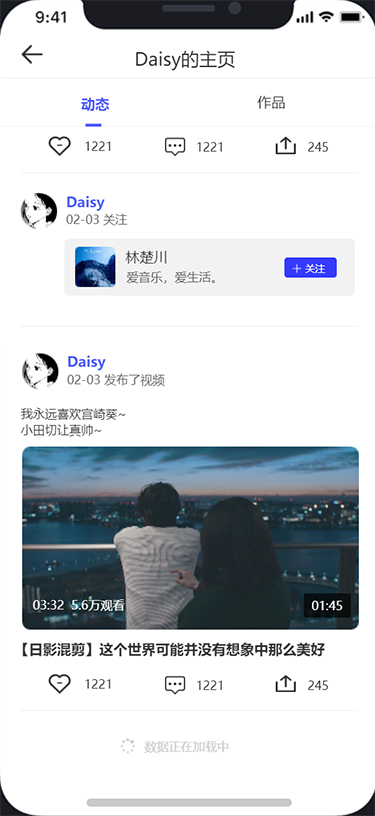 9:41
Daisy的主页
动态
作品
1221
1221
245
Daisy
02-03 关注
林楚川
爱音乐，爱生活。
+ 关注
Daisy
02-03 发布了视频
我永远喜欢宫崎葵~
小田切让真帅~
03:32 5.6万观看
01:45
【日影混剪】这个世界可能并没有想象中那么美好
1221
1221
245
数据正在加载中